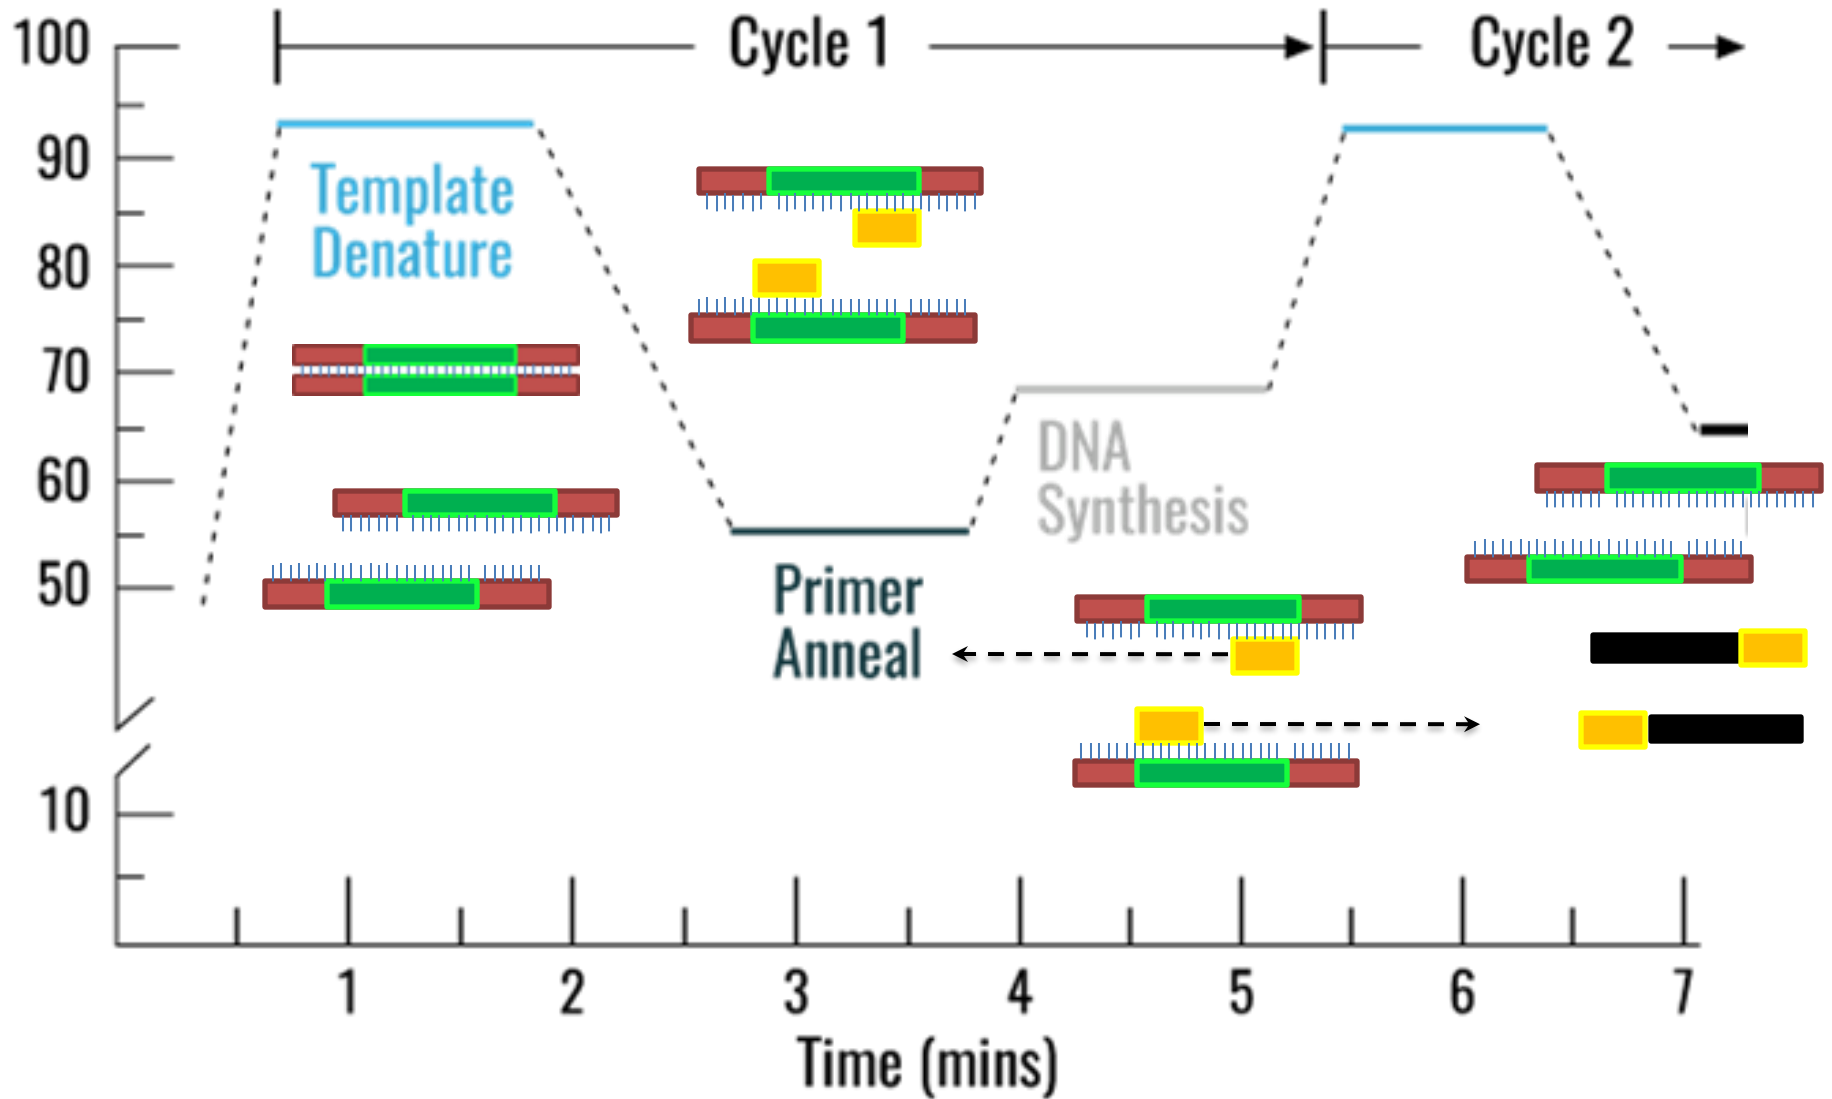 100
Cycle 1
Cycle 2
90
Template
Denature
80
70
DNA
Synthesis
60
50
Primer
Anneal
10
1 2 3 4 5 6 7
Time (mins)